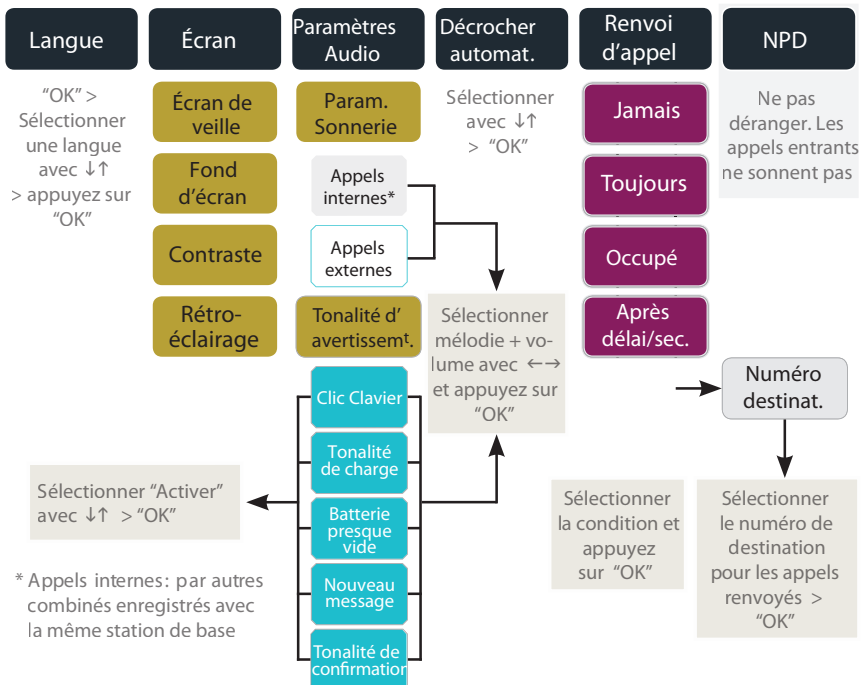 Langue
Écran
Paramètres
Audio
Décrocher
automat.
Renvoi
d’appel
NPD
“OK” >
Sélectionner
une langue
avec ↓↑
> appuyez sur
“OK”
Écran de
veille
Fond
d’écran
Contraste
Rétro-
éclairage
Param.
Sonnerie
Appels
internes*
Appels
externes
Tonalité d’
avertissemt.
Clic Clavier
Tonalité
de charge
Batterie
presque
vide
Nouveau
message
Tonalité de
confirmation
Sélectionner
avec ↓↑
> “OK”
Sélectionner
mélodie + vo-
lume avec ←→
et appuyez sur
“OK”
Jamais
Toujours
Occupé
Après
délai/sec.
Ne pas
déranger. Les
appels entrants
ne sonnent pas
Numéro
destinat.
Sélectionner “Activer”
avec ↓↑ > “OK”
Sélectionner
la condition et
appuyez
sur “OK”
Sélectionner
le numéro de
destination
pour les appels
renvoyés >
“OK”
* Appels internes: par autres
combinés enregistrés avec
la même station de base